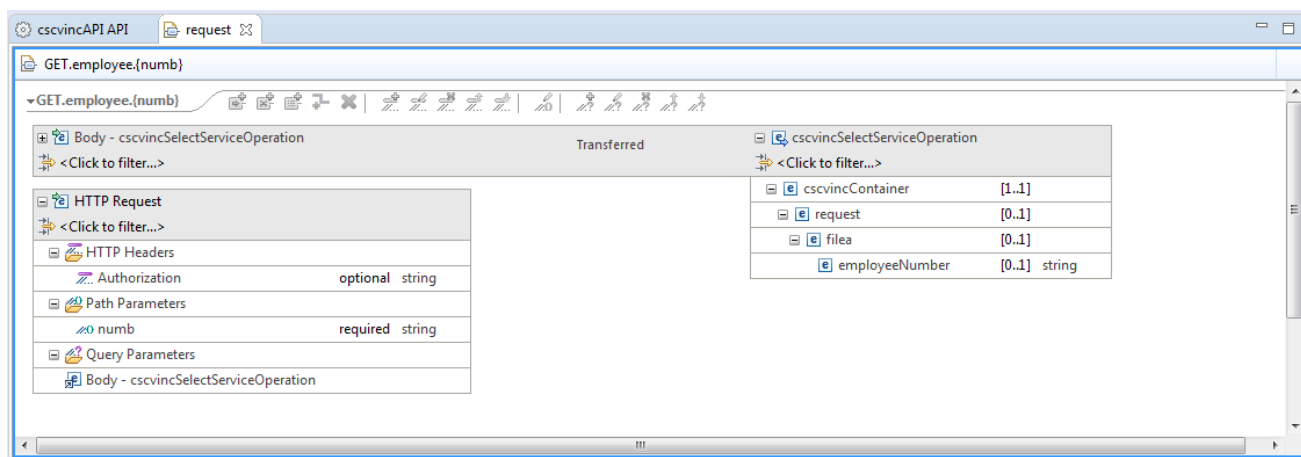 cscvincAPI API request
GET.employee.{numb}
GET.employee.{numb}
Body - cscvincSelectServiceOperation Transferred cscvincSelectServiceOperation
<Click to filter...> <Click to filter...>
cscvincContainer [1..1]
HTTP Request request [0..1]
<Click to filter...> filea [0..1]
HTTP Headers employeeNumber [0..1] string
Authorization optional string
Path Parameters
numb required string
Query Parameters
Body - cscvincSelectServiceOperation